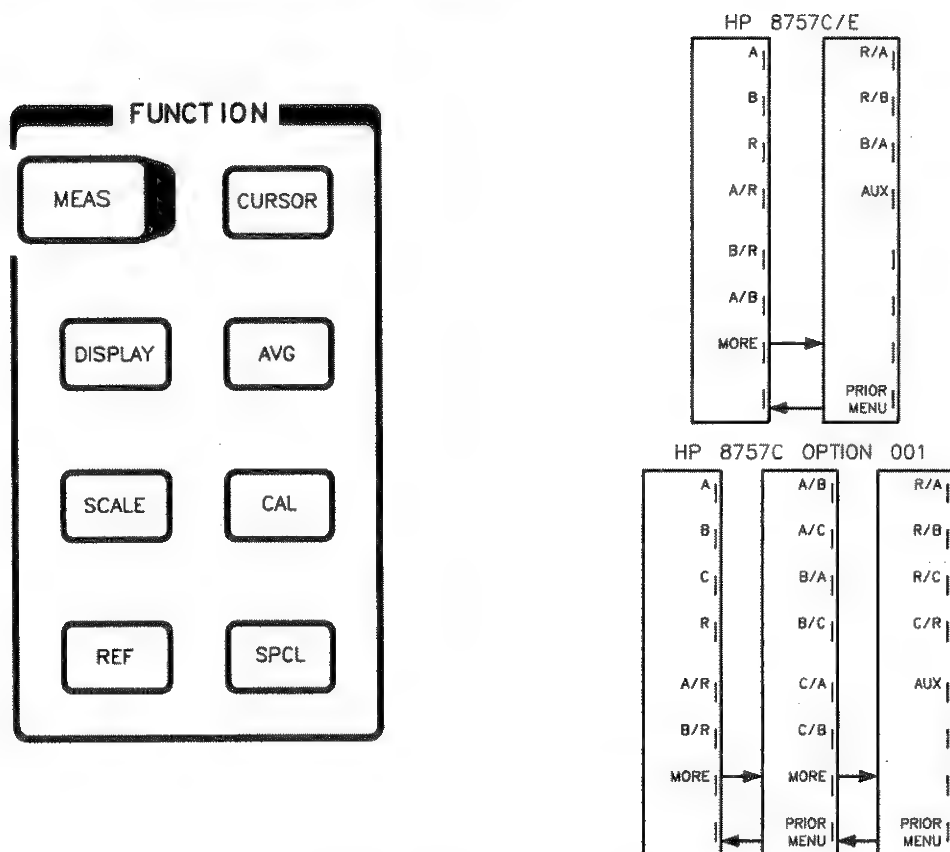 FUNCTION
MEAS
CURSOR
DISPLAY
AVG
SCALE
CAL
REF
SPCL
HP 8757C/E
A
B
R
A/R
B/R
A/B
MORE
R/A
R/B
B/A
AUX
PRIOR
MENU
HP 8757C OPTION 001
A
B
C
R
A/R
B/R
MORE
A/B
A/C
B/A
B/C
C/A
C/B
MORE
PRIOR
MENU
R/A
R/B
R/C
C/R
AUX
PRIOR
MENU